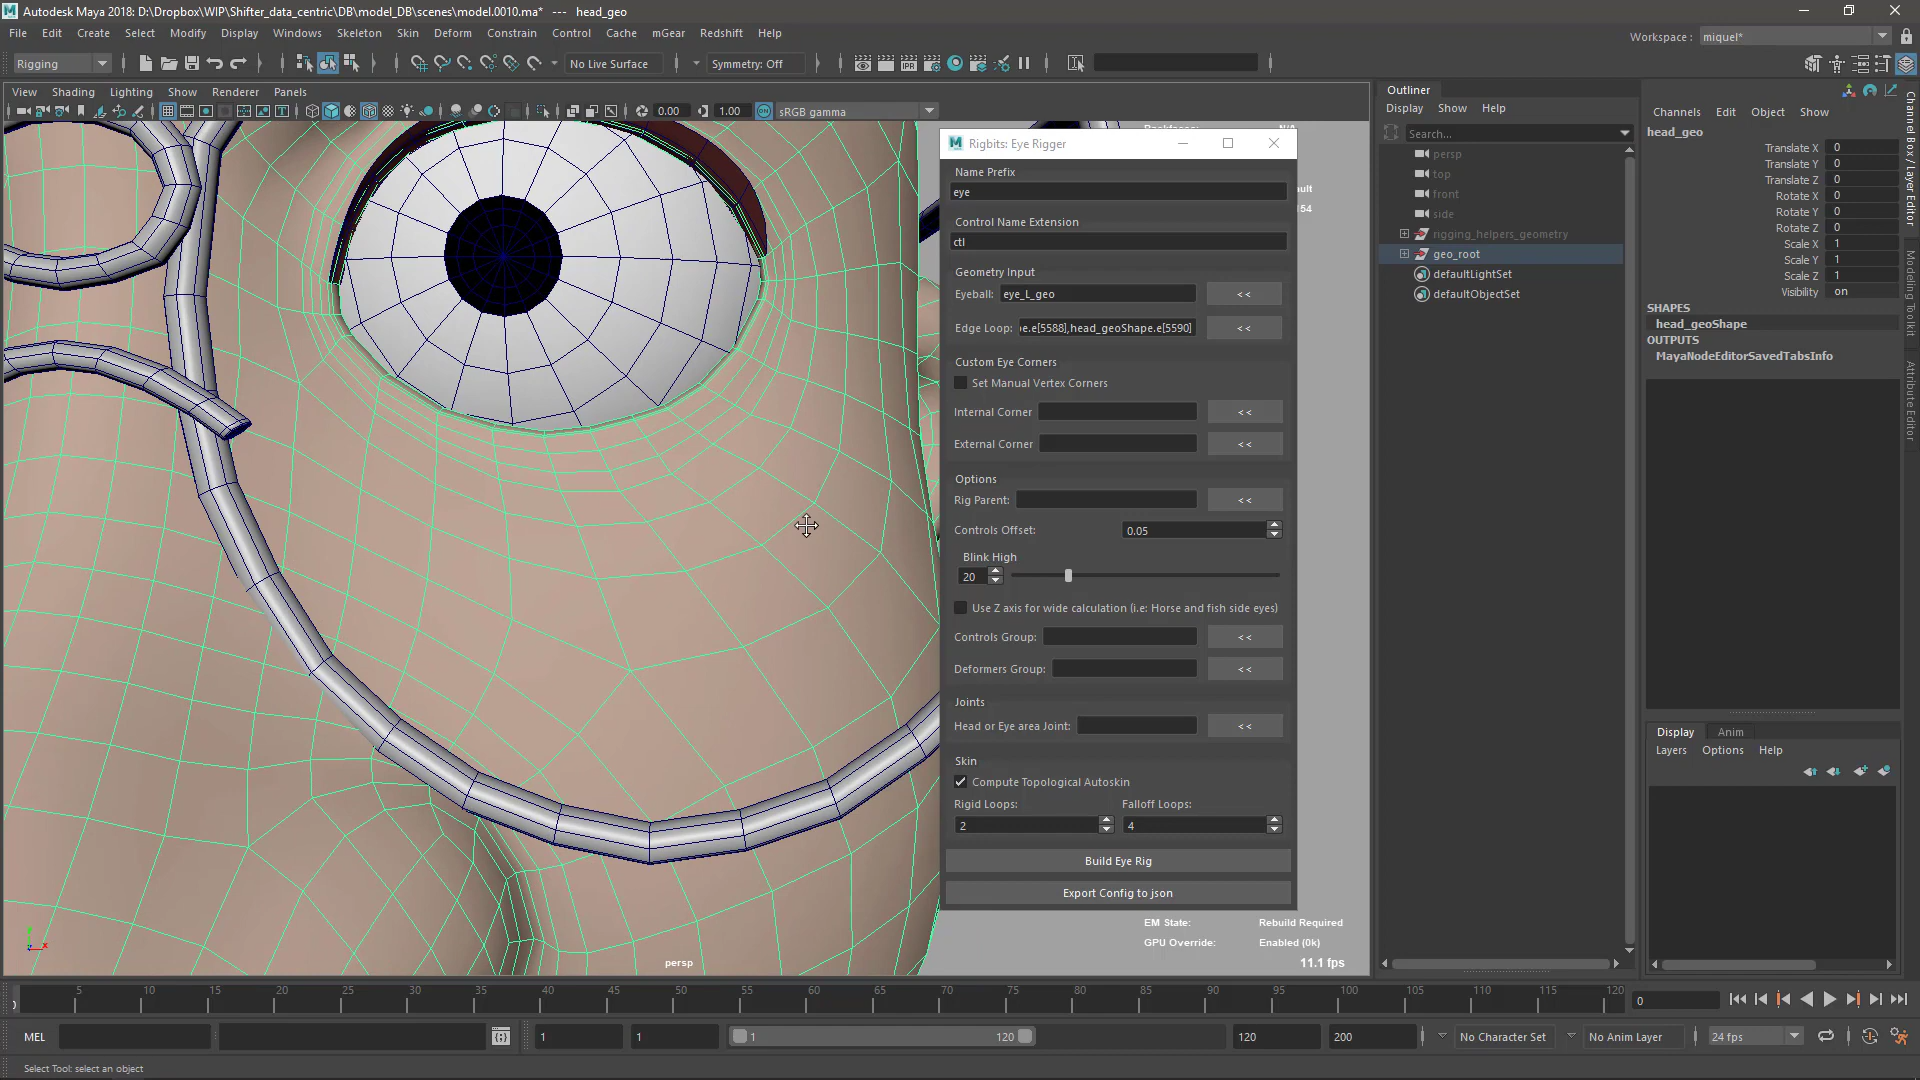 Autodesk Maya 2018: D:\Dropbox\WIP\Shifter_data_centric\DB\model_DB\scenes\model.0010.ma* --- head_geo
File Edit Create Select Modify Display Windows Skeleton Skin Deform Constrain Control Cache mGear Redshift Help
Workspace : miquel*
Rigging
No Live Surface
Symmetry: Off
View Shading Lighting Show Renderer Panels
0.00 1.00 sRGB gamma
Rigbits: Eye Rigger
Name Prefix
eye
Control Name Extension
ctl
Geometry Input
Eyeball: eye_L_geo <<
Edge Loop: e.e[5588],head_geoShape.e[5590] <<
Custom Eye Corners
Set Manual Vertex Corners
Internal Corner <<
External Corner <<
Options
Rig Parent: <<
Controls Offset: 0.05
Blink High
20
Use Z axis for wide calculation (i.e: Horse and fish side eyes)
Controls Group: <<
Deformers Group: <<
Joints
Head or Eye area Joint: <<
Skin
Compute Topological Autoskin
Rigid Loops: Falloff Loops:
2 4
Build Eye Rig
Export Config to json
ault
154
EM State: Rebuild Required
GPU Override: Enabled (0k)
11.1 fps
persp
Outliner
Display Show Help
Search...
persp
top
front
side
rigging_helpers_geometry
geo_root
defaultLightSet
defaultObjectSet
Channels Edit Object Show
head_geo
Translate X 0
Translate Y 0
Translate Z 0
Rotate X 0
Rotate Y 0
Rotate Z 0
Scale X 1
Scale Y 1
Scale Z 1
Visibility on
SHAPES
head_geoShape
OUTPUTS
MayaNodeEditorSavedTabsInfo
Display Anim
Layers Options Help
Channel Box / Layer Editor
Modeling Toolkit
Attribute Editor
5 10 15 20 25 30 35 40 45 50 55 60 65 70 75 80 85 90 95 100 105 110 115 120
0
MEL
1 1 1 120 120 200
No Character Set
No Anim Layer
24 fps
Select Tool: select an object